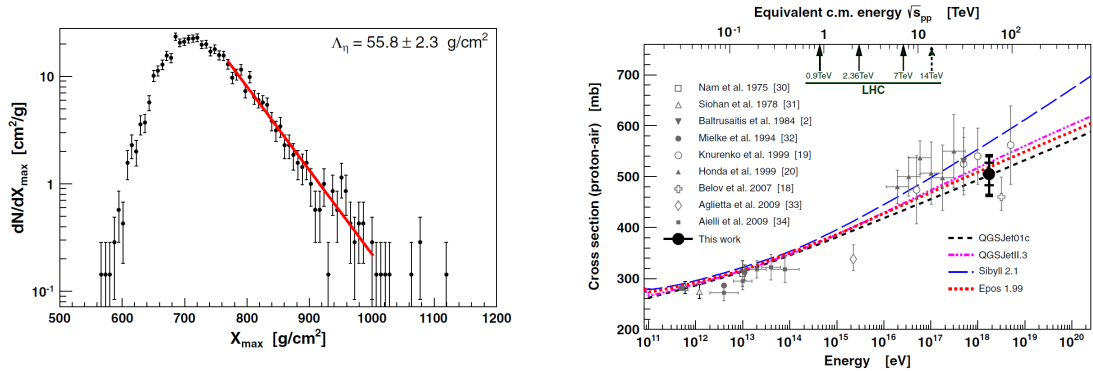 Λη = 55.8 ± 2.3 g/cm²
dN/dXmax [cm²/g]
10
1
10⁻¹
500 600 700 800 900 1000 1100 1200
Xmax [g/cm²]
Equivalent c.m. energy √spp [TeV]
10⁻¹ 1 10 10²
0.9TeV 2.36TeV 7TeV 14TeV
LHC
Cross section (proton-air) [mb]
700
600
500
400
300
200
Nam et al. 1975 [30]
Siohan et al. 1978 [31]
Baltrusaitis et al. 1984 [2]
Mielke et al. 1994 [32]
Knurenko et al. 1999 [19]
Honda et al. 1999 [20]
Belov et al. 2007 [18]
Aglietta et al. 2009 [33]
Aielli et al. 2009 [34]
This work
QGSJet01c
QGSJetII.3
Sibyll 2.1
Epos 1.99
10¹¹ 10¹² 10¹³ 10¹⁴ 10¹⁵ 10¹⁶ 10¹⁷ 10¹⁸ 10¹⁹ 10²⁰
Energy [eV]